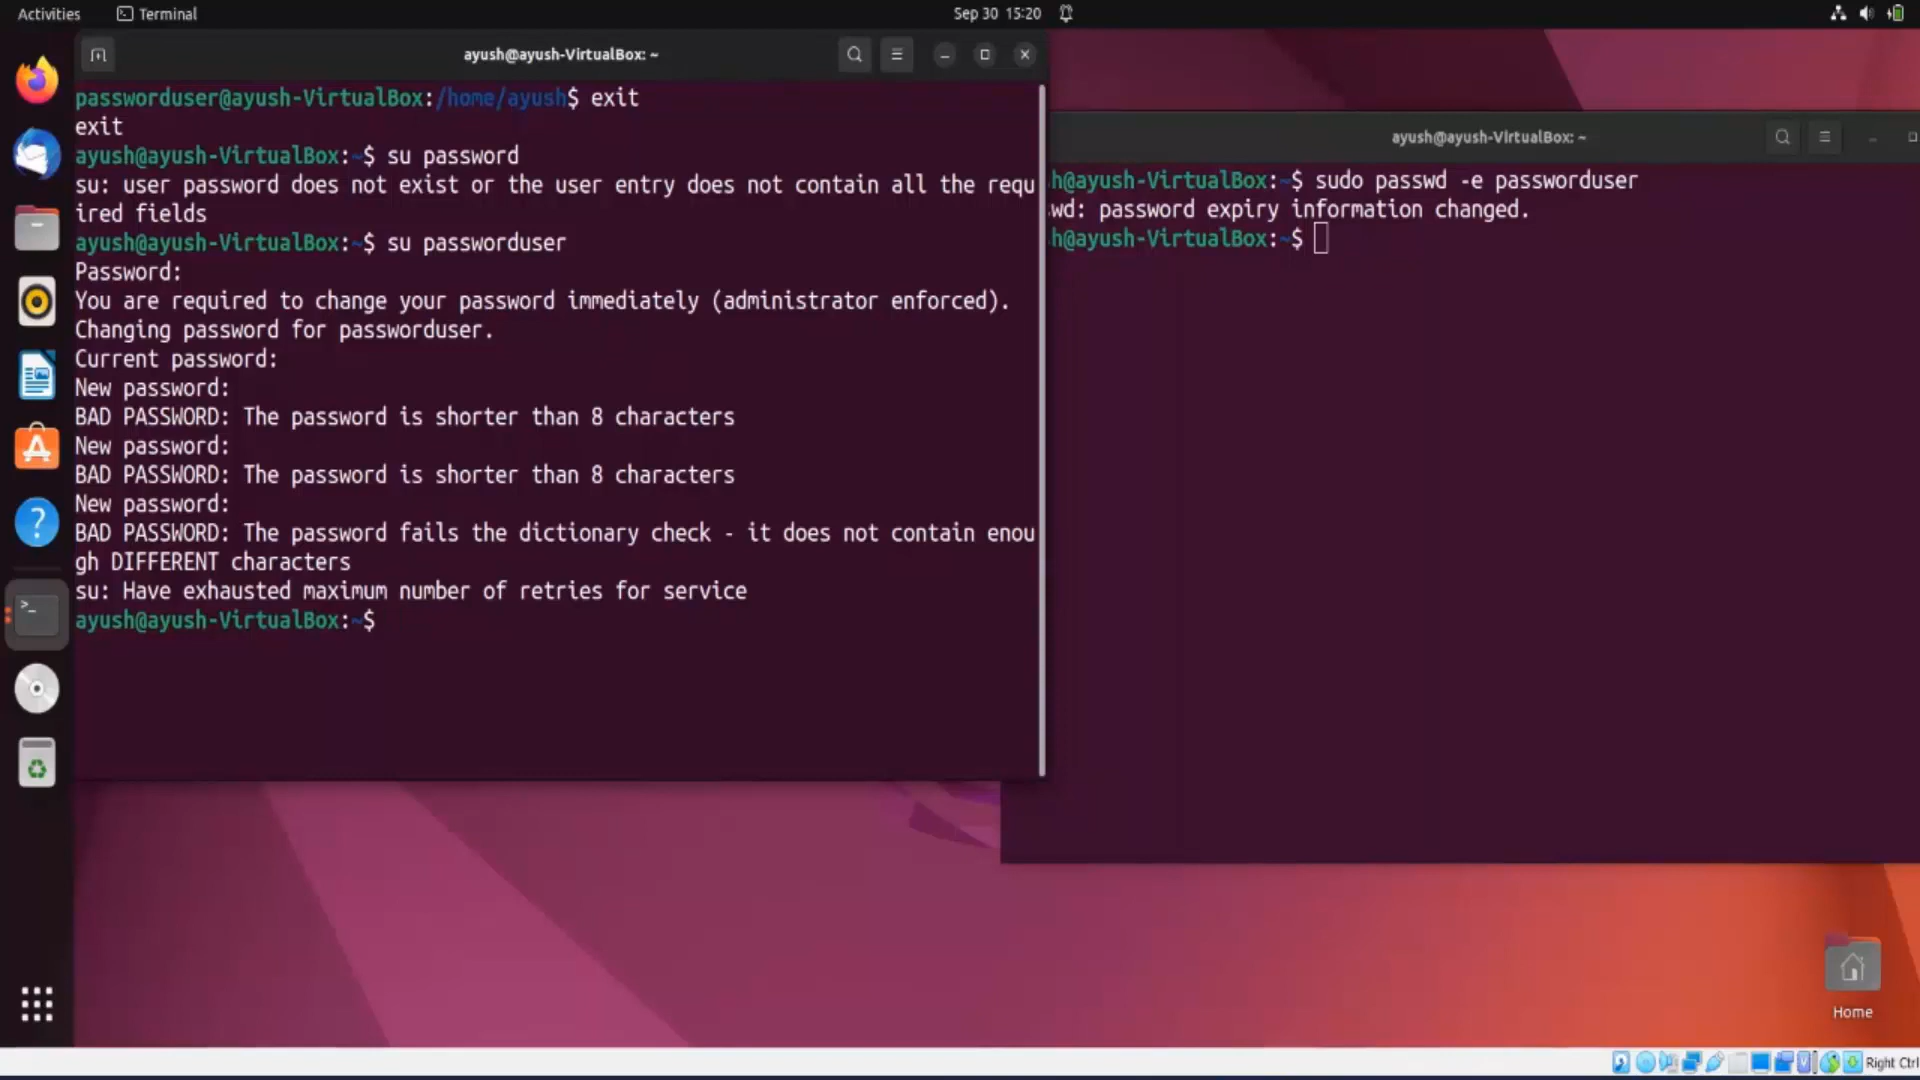 Activities
Terminal
Sep 30 15:20
ayush@ayush-VirtualBox: ~
passworduser@ayush-VirtualBox:/home/ayush$ exit
exit
ayush@ayush-VirtualBox:~$ su password
su: user password does not exist or the user entry does not contain all the requ
ired fields
ayush@ayush-VirtualBox:~$ su passworduser
Password:
You are required to change your password immediately (administrator enforced).
Changing password for passworduser.
Current password:
New password:
BAD PASSWORD: The password is shorter than 8 characters
New password:
BAD PASSWORD: The password is shorter than 8 characters
New password:
BAD PASSWORD: The password fails the dictionary check - it does not contain enou
gh DIFFERENT characters
su: Have exhausted maximum number of retries for service
ayush@ayush-VirtualBox:~$
ayush@ayush-VirtualBox: ~
h@ayush-VirtualBox:~$ sudo passwd -e passworduser
wd: password expiry information changed.
h@ayush-VirtualBox:~$
Home
Right Ctrl